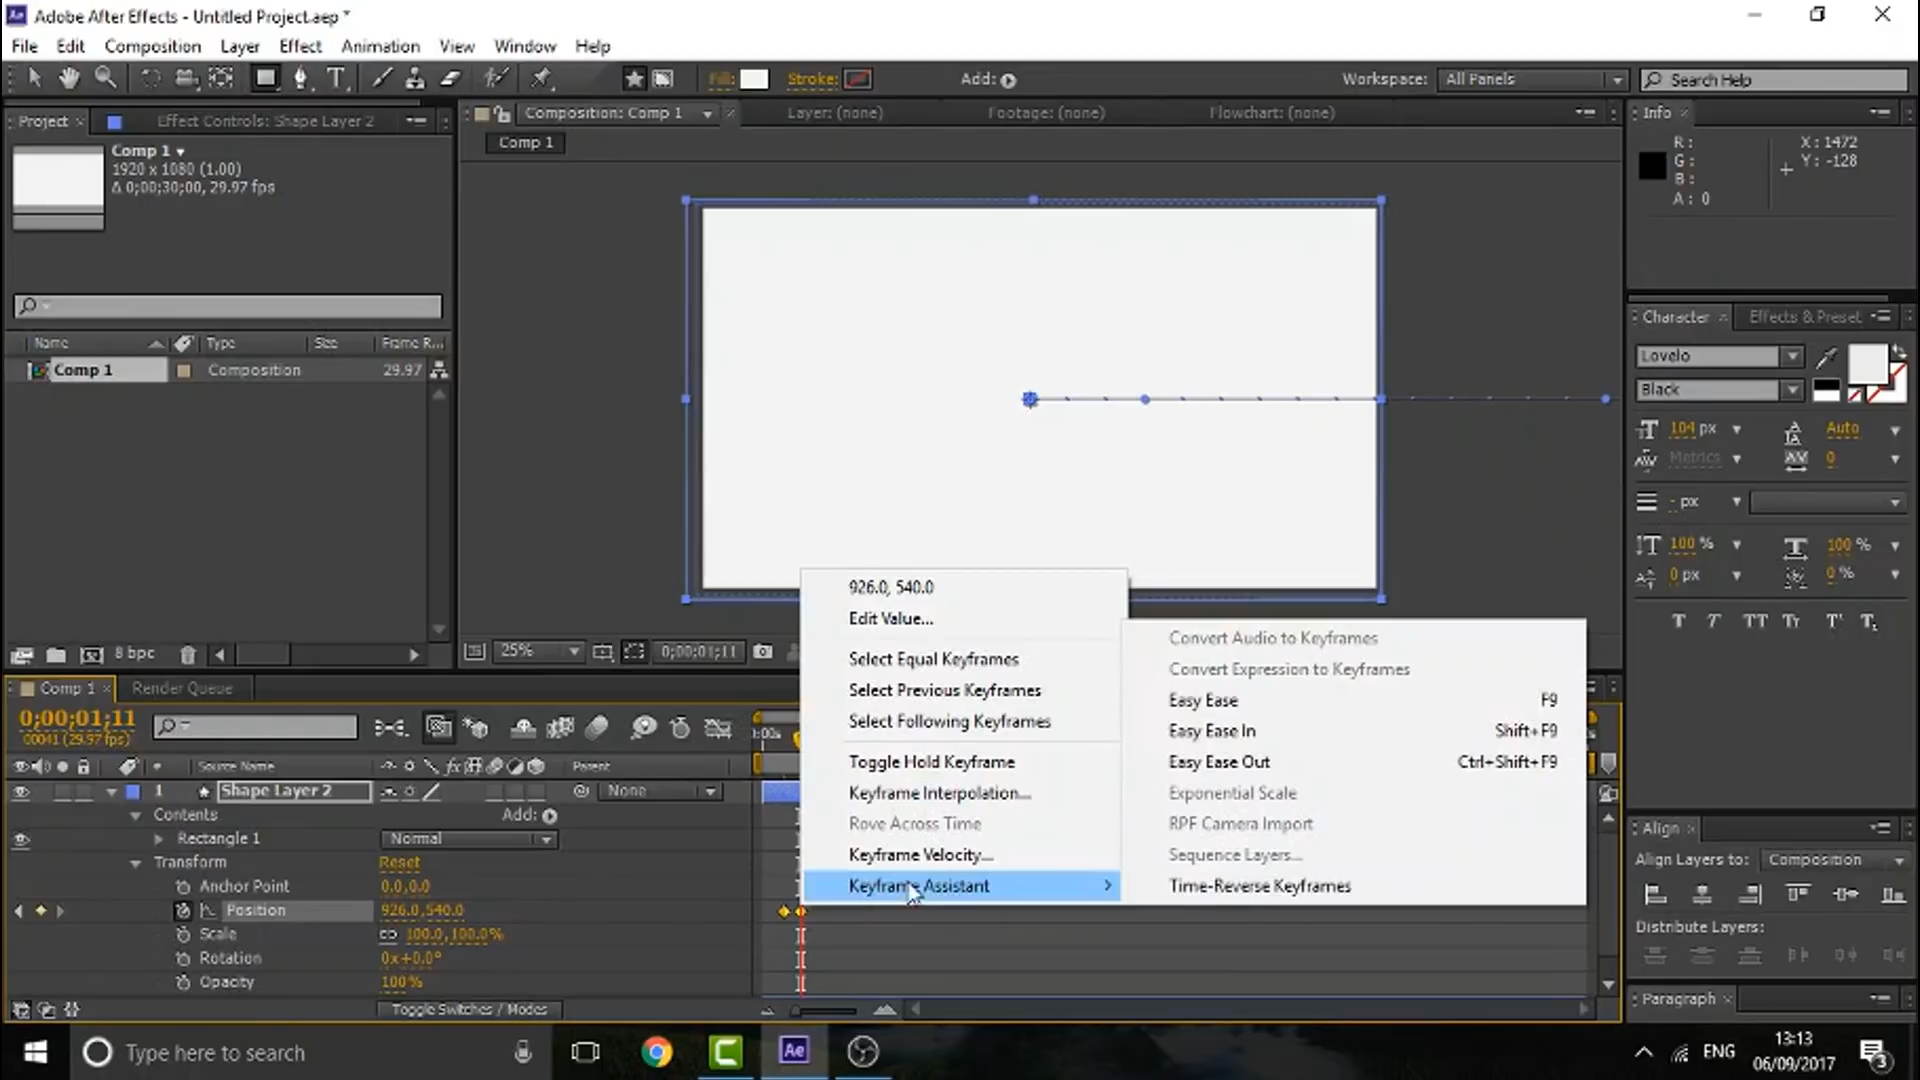 Adobe After Effects - Untitled Project.aep *
File Edit Composition Layer Effect Animation View Window Help
Fill: Stroke: Add: Workspace: All Panels Search Help
Project Effect Controls: Shape Layer 2
Composition: Comp 1 Layer: (none) Footage: (none) Flowchart: (none)
Info
Comp 1
Comp 1
1920 x 1080 (1.00)
Δ 0;00;30;00, 29.97 fps
R :
G :
B :
A : 0
X : 1472
Y : -128
Name Type Size Frame R...
Comp 1 Composition 29.97
Character Effects & Preset
Lovelo
Black
104 px Auto
Metrics 0
- px
100 % 100 %
0 px 0 %
T T TT Tr T' T,
8 bpc
25% 0;00;01;11
926.0, 540.0
Edit Value...
Select Equal Keyframes
Select Previous Keyframes
Select Following Keyframes
Toggle Hold Keyframe
Keyframe Interpolation...
Rove Across Time
Keyframe Velocity...
Keyframe Assistant
Convert Audio to Keyframes
Convert Expression to Keyframes
Easy Ease F9
Easy Ease In Shift+F9
Easy Ease Out Ctrl+Shift+F9
Exponential Scale
RPF Camera Import
Sequence Layers...
Time-Reverse Keyframes
Comp 1 Render Queue
0;00;01;11
00041 (29.97 fps)
:00s
# Source Name fx Parent
1 Shape Layer 2 None
Contents Add:
Rectangle 1 Normal
Transform Reset
Anchor Point 0.0,0.0
Position 926.0,540.0
Scale 100.0,100.0%
Rotation 0x+0.0°
Opacity 100%
Toggle Switches / Modes
Align
Align Layers to: Composition
Distribute Layers:
Paragraph
Type here to search
Ae
ENG
13:13
06/09/2017
3